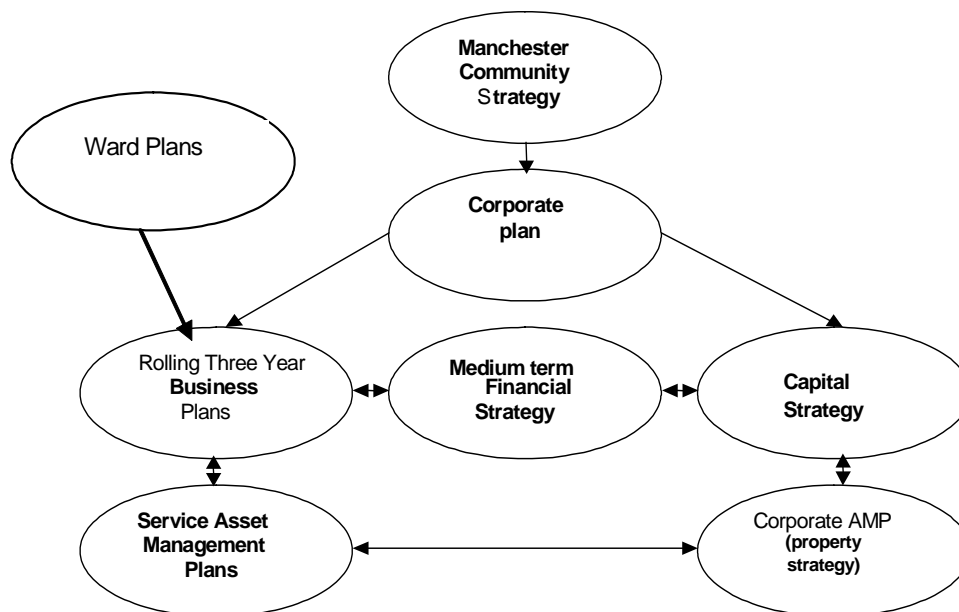 Manchester
Community
Strategy
Ward Plans
Corporate
plan
Rolling Three Year
Business
Plans
Medium term
Financial
Strategy
Capital
Strategy
Service Asset
Management
Plans
Corporate AMP
(property
strategy)